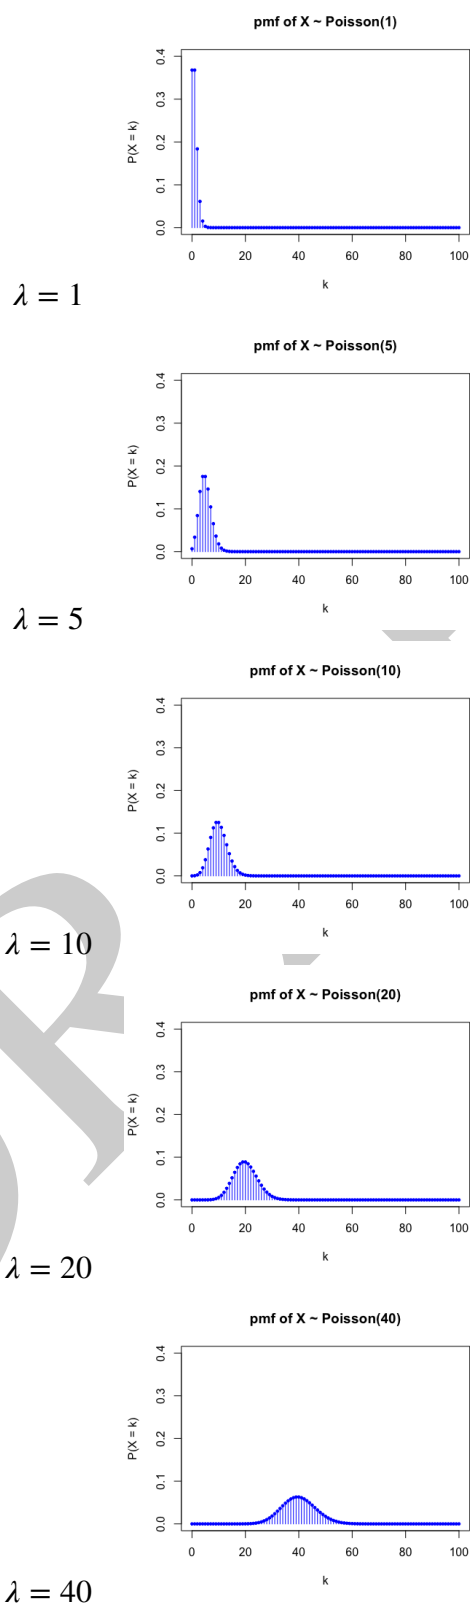 pmf of X ~ Poisson(1)
0.4
0.3
0.2
0.1
0.0
P(X = k)
0 20 40 60 80 100
k
λ = 1
pmf of X ~ Poisson(5)
0.4
0.3
0.2
0.1
0.0
P(X = k)
0 20 40 60 80 100
k
λ = 5
pmf of X ~ Poisson(10)
0.4
0.3
0.2
0.1
0.0
P(X = k)
0 20 40 60 80 100
k
λ = 10
pmf of X ~ Poisson(20)
0.4
0.3
0.2
0.1
0.0
P(X = k)
0 20 40 60 80 100
k
λ = 20
pmf of X ~ Poisson(40)
0.4
0.3
0.2
0.1
0.0
P(X = k)
0 20 40 60 80 100
k
λ = 40